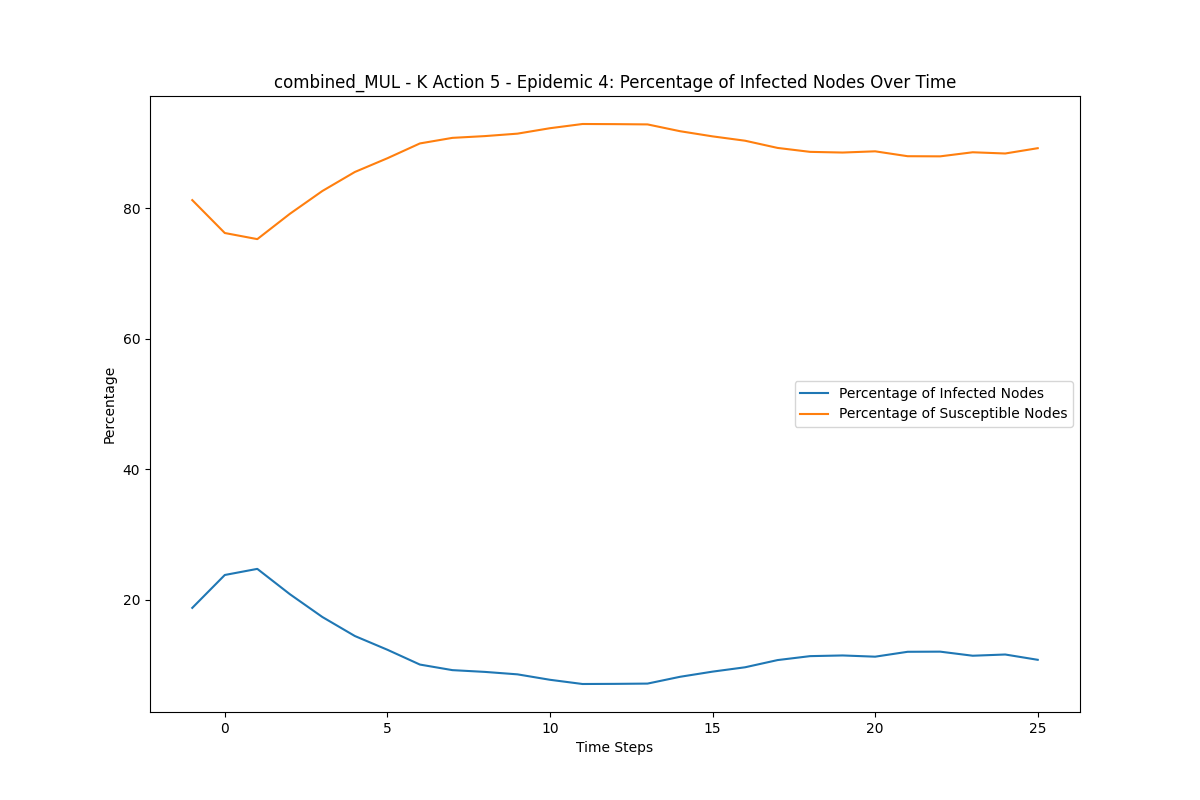 combined_MUL - K Action 5 - Epidemic 4: Percentage of Infected Nodes Over Time
Percentage
80
60
40
20
Percentage of Infected Nodes
Percentage of Susceptible Nodes
0 5 10 15 20 25
Time Steps